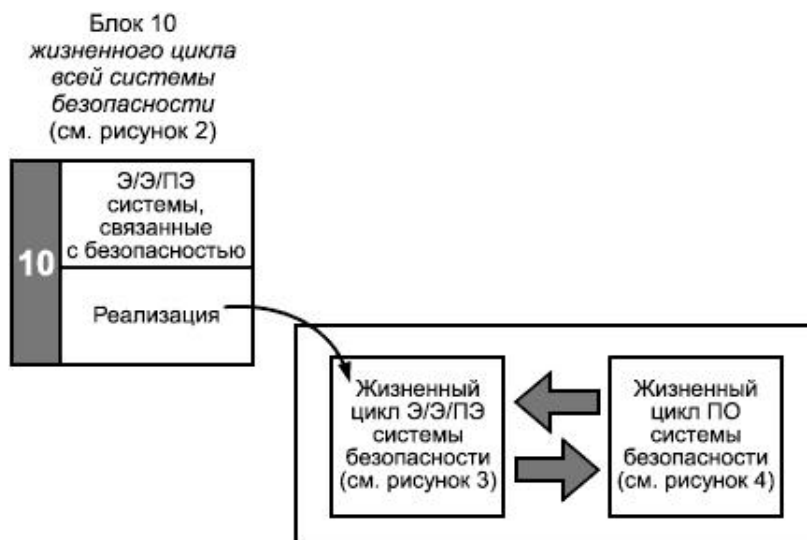 Блок 10
жизненного цикла
всей системы
безопасности
(см. рисунок 2)
10
Э/Э/ПЭ
системы,
связанные
с безопасностью
Реализация
Жизненный
цикл Э/Э/ПЭ
системы
безопасности
(см. рисунок 3)
Жизненный
цикл ПО
системы
безопасности
(см. рисунок 4)